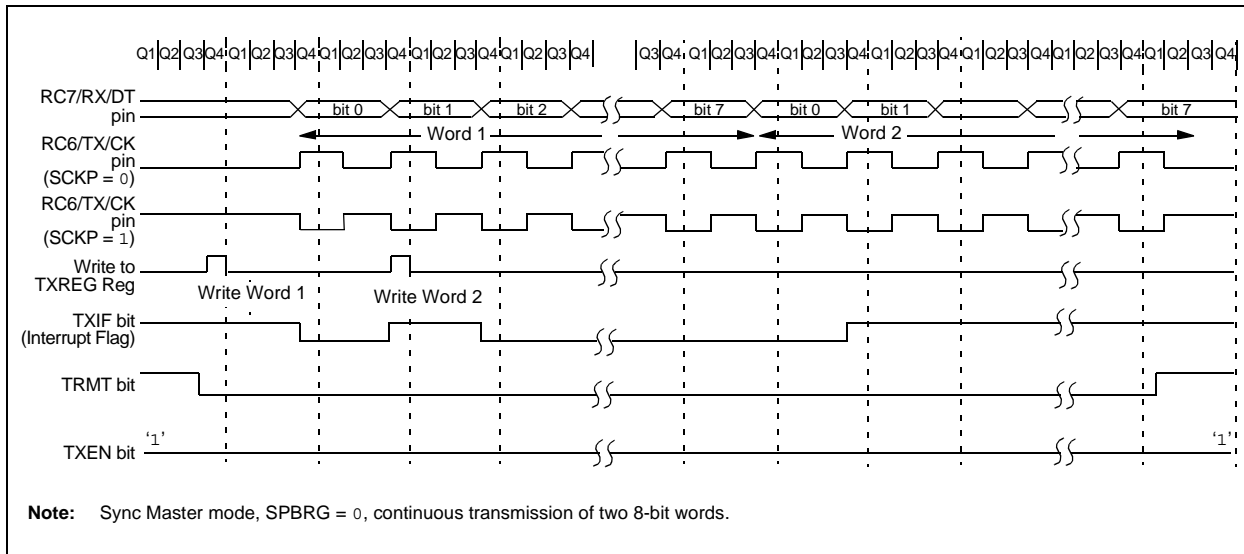 Q1 Q2 Q3 Q4 Q1 Q2 Q3 Q4 Q1 Q2 Q3 Q4 Q1 Q2 Q3 Q4 Q1 Q2 Q3 Q4 Q3 Q4 Q1 Q2 Q3 Q4 Q1 Q2 Q3 Q4 Q1 Q2 Q3 Q4 Q1 Q2 Q3 Q4 Q1 Q2 Q3 Q4 Q1 Q2 Q3 Q4
RC7/RX/DT
pin
bit 0 bit 1 bit 2 bit 7 bit 0 bit 1 bit 7
Word 1 Word 2
RC6/TX/CK
pin
(SCKP = 0)
RC6/TX/CK
pin
(SCKP = 1)
Write to
TXREG Reg
Write Word 1 Write Word 2
TXIF bit
(Interrupt Flag)
TRMT bit
TXEN bit
‘1’ ‘1’
Note: Sync Master mode, SPBRG = 0, continuous transmission of two 8-bit words.